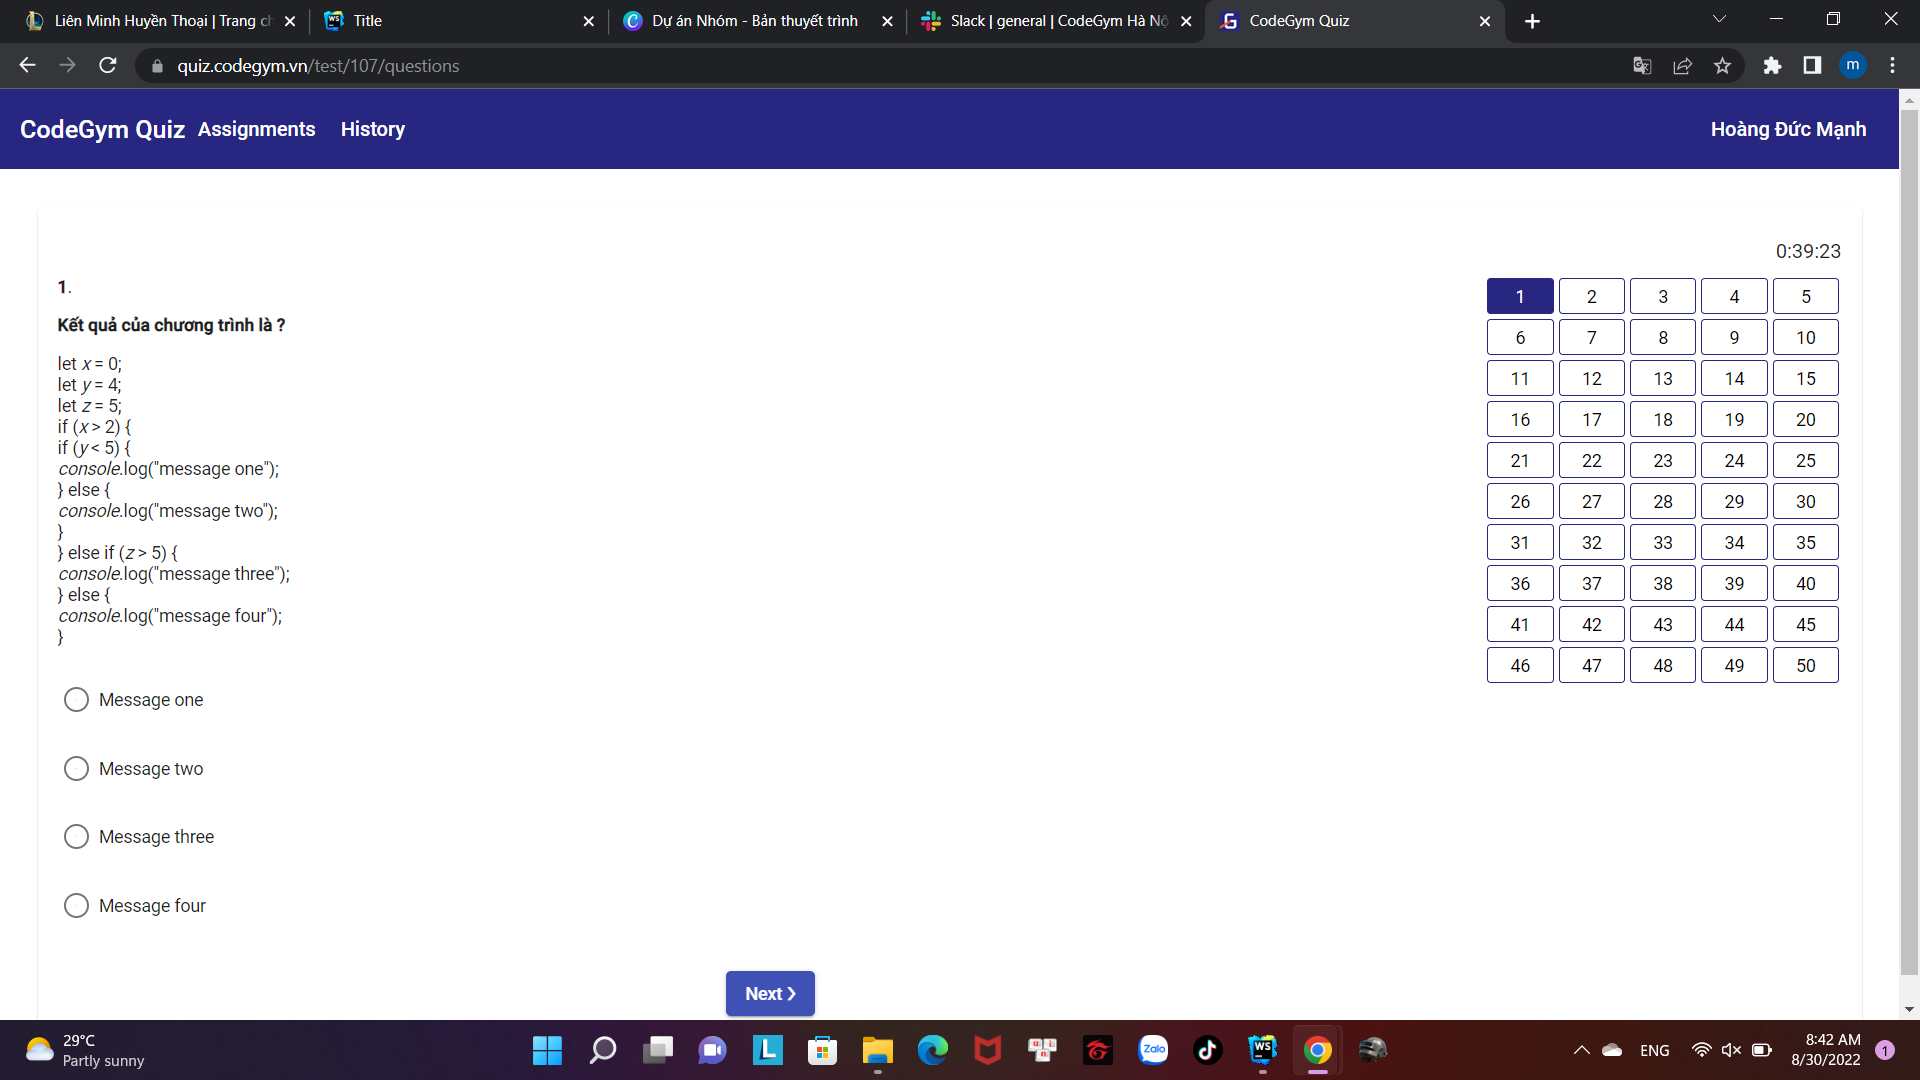 Liên Minh Huyền Thoại | Trang ch
Title
Dự án Nhóm - Bản thuyết trình
Slack | general | CodeGym Hà Nộ
CodeGym Quiz
quiz.codegym.vn/test/107/questions
m
CodeGym Quiz Assignments History
Hoàng Đức Mạnh
0:39:23
1.
Kết quả của chương trình là ?
let x = 0;
let y = 4;
let z = 5;
if (x > 2) {
if (y < 5) {
console.log("message one");
} else {
console.log("message two");
}
} else if (z > 5) {
console.log("message three");
} else {
console.log("message four");
}
Message one
Message two
Message three
Message four
Next ❯
1 2 3 4 5
6 7 8 9 10
11 12 13 14 15
16 17 18 19 20
21 22 23 24 25
26 27 28 29 30
31 32 33 34 35
36 37 38 39 40
41 42 43 44 45
46 47 48 49 50
29°C
Partly sunny
L
Zalo
WS
ENG
8:42 AM
8/30/2022
1